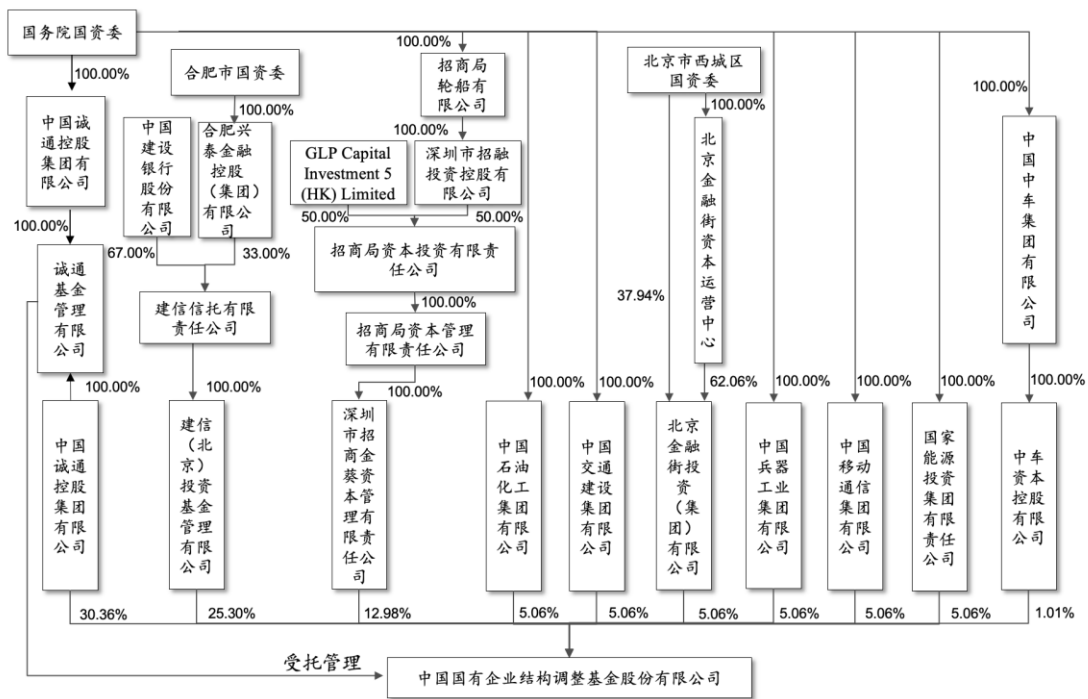 国务院国资委
100.00%
合肥市国资委
100.00%
招商局
轮船有
限公司
北京市西城区
国资委
100.00%
100.00%
100.00%
100.00%
100.00%
中国诚
通控股
集团有
限公司
中国
建设
银行
股份
有限
公司
合肥兴
泰金融
控股
（集团）
有限公
司
GLP Capital
Investment 5
(HK) Limited
深圳市招融
投资控股有
限公司
北京金融街资本运营中心
中国中车集团有限公司
50.00%
50.00%
100.00%
67.00%
33.00%
招商局资本投资有限责
任公司
诚通
基金
管理
有限
公司
37.94%
建信信托有限
责任公司
100.00%
招商局资本管理
有限责任公司
100.00%
100.00%
100.00%
100.00%
100.00%
62.06%
100.00%
100.00%
100.00%
100.00%
中国
诚通
控股
集团
有限
公司
建信
（北
京）
投资
基金
管理
有限
公司
深圳
市招
商金
葵资
本管
理有
限责
任公
司
中国
石油
化工
集团
有限
公司
中国
交通
建设
集团
有限
公司
北京
金融
街投
资
（集
团）
有限
公司
中国
兵器
工业
集团
有限
公司
中国
移动
通信
集团
有限
公司
国家
能源
投资
集团
有限
责任
公司
中车
资本
控股
有限
公司
30.36%
25.30%
12.98%
5.06%
5.06%
5.06%
5.06%
5.06%
5.06%
1.01%
受托管理
中国国有企业结构调整基金股份有限公司